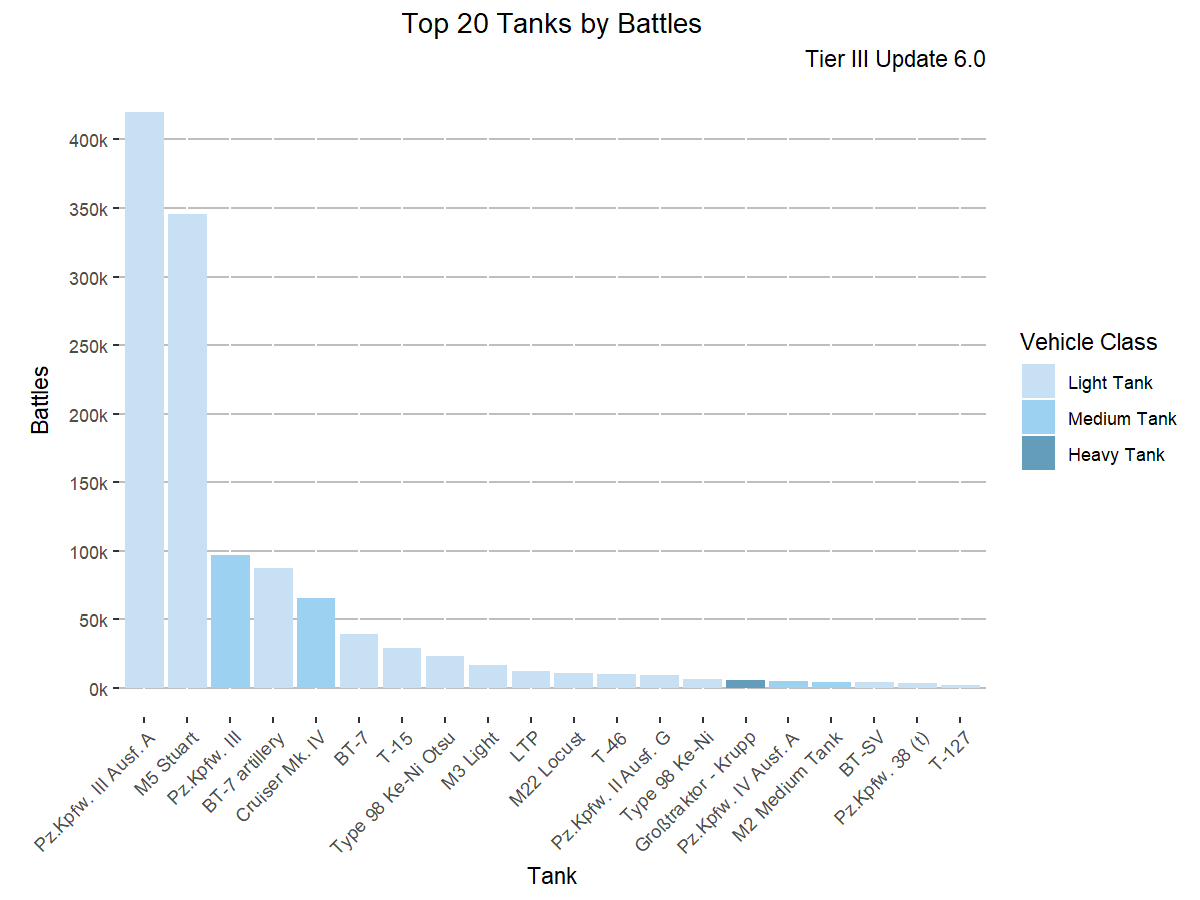 Top 20 Tanks by Battles
Tier III Update 6.0
Battles
400k
350k
300k
250k
200k
150k
100k
50k
0k
Pz.Kpfw. III Ausf. A
M5 Stuart
Pz.Kpfw. III
BT-7 artillery
Cruiser Mk. IV
BT-7
T-15
Type 98 Ke-Ni Otsu
M3 Light
LTP
M22 Locust
T-46
Pz.Kpfw. II Ausf. G
Type 98 Ke-Ni
Großtraktor - Krupp
Pz.Kpfw. IV Ausf. A
M2 Medium Tank
BT-SV
Pz.Kpfw. 38 (t)
T-127
Tank
Vehicle Class
Light Tank
Medium Tank
Heavy Tank